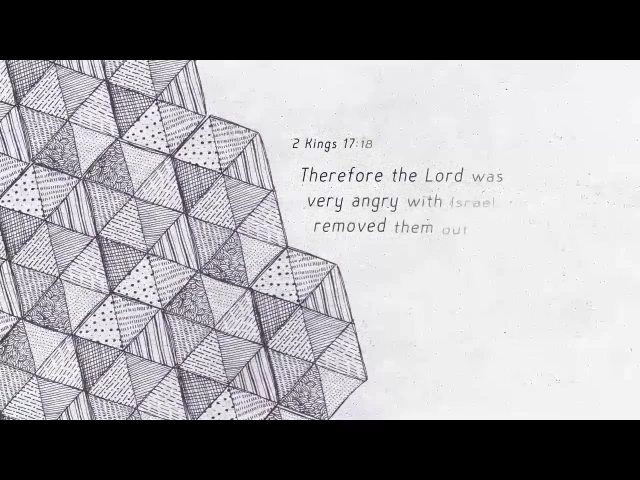 2 Kings 17:18
Therefore the Lord was
very angry with Israel
removed them out